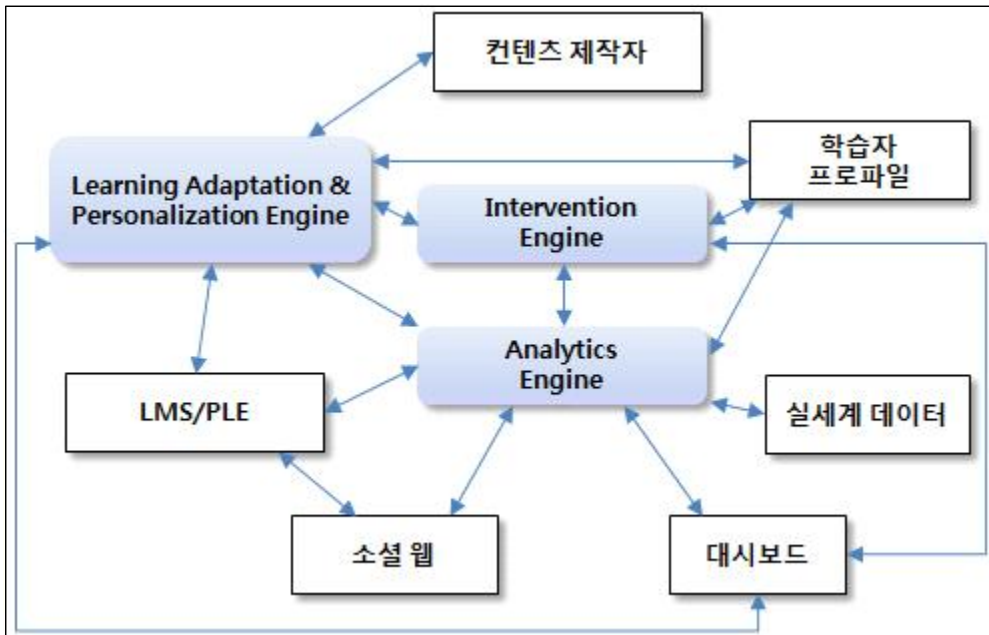 컨텐츠 제작자
Learning Adaptation &
Personalization Engine
학습자
프로파일
Intervention
Engine
Analytics
Engine
LMS/PLE
실세계 데이터
소셜 웹
대시보드